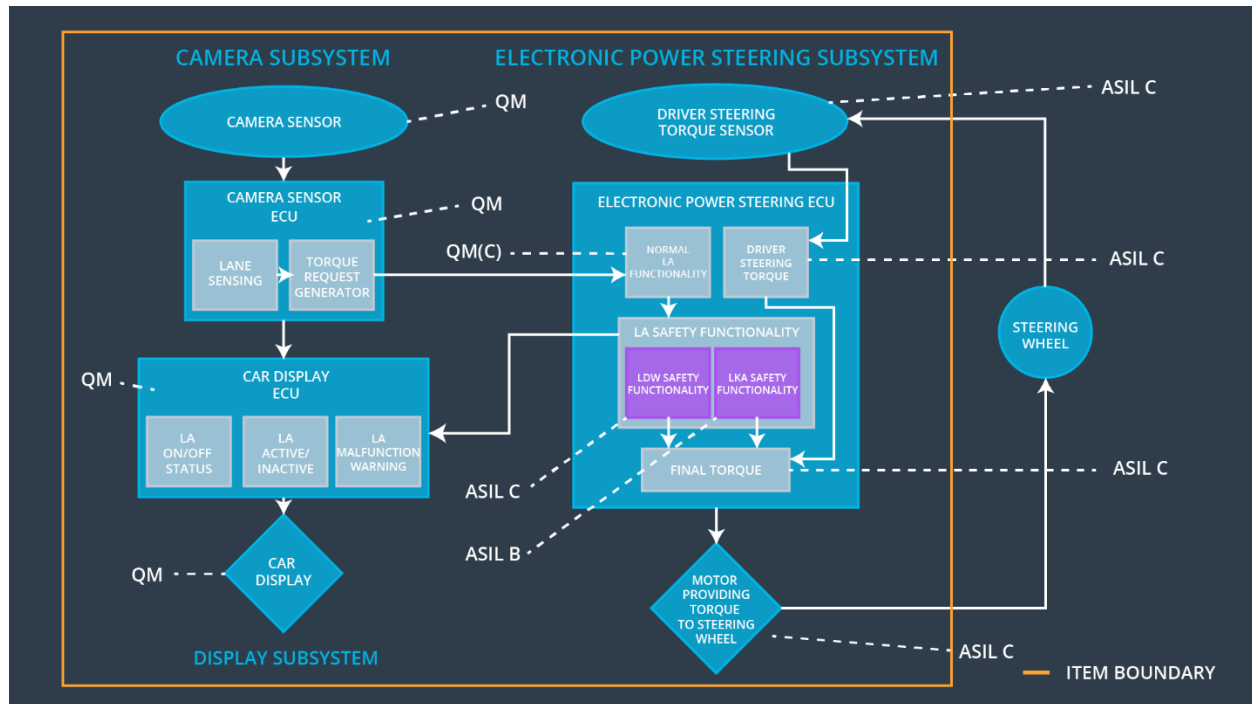 CAMERA SUBSYSTEM
ELECTRONIC POWER STEERING SUBSYSTEM
CAMERA SENSOR
QM
DRIVER STEERING
TORQUE SENSOR
ASIL C
CAMERA SENSOR
ECU
QM
LANE
SENSING
TORQUE
REQUEST
GENERATOR
QM(C)
ELECTRONIC POWER STEERING ECU
NORMAL
LA
FUNCTIONALITY
DRIVER
STEERING
TORQUE
ASIL C
LA SAFETY FUNCTIONALITY
LDW SAFETY
FUNCTIONALITY
LKA SAFETY
FUNCTIONALITY
STEERING
WHEEL
QM
CAR DISPLAY
ECU
LA
ON/OFF
STATUS
LA
ACTIVE/
INACTIVE
LA
MALFUNCTION
WARNING
FINAL TORQUE
ASIL C
ASIL C
ASIL B
QM
CAR
DISPLAY
MOTOR
PROVIDING
TORQUE
TO STEERING
WHEEL
ASIL C
DISPLAY SUBSYSTEM
ITEM BOUNDARY